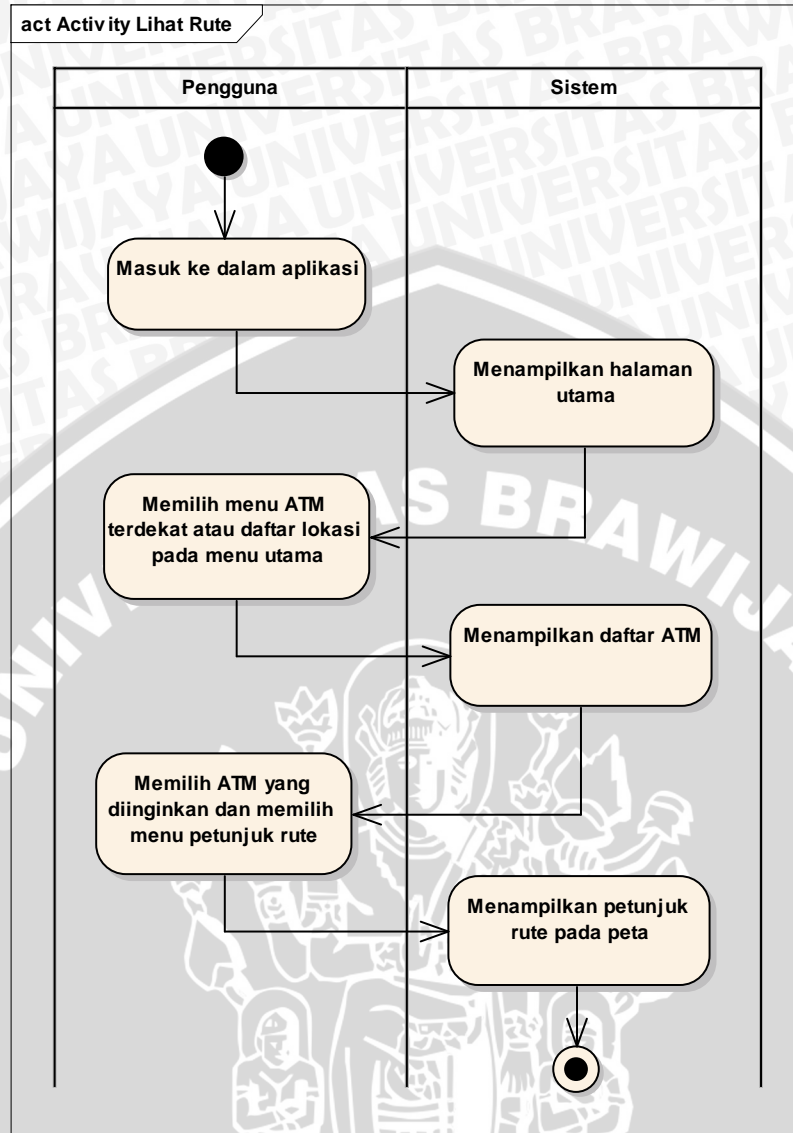 act Activity Lihat Rute
Pengguna
Sistem
Masuk ke dalam aplikasi
Menampilkan halaman
utama
Memilih menu ATM
terdekat atau daftar lokasi
pada menu utama
Menampilkan daftar ATM
Memilih ATM yang
diinginkan dan memilih
menu petunjuk rute
Menampilkan petunjuk
rute pada peta